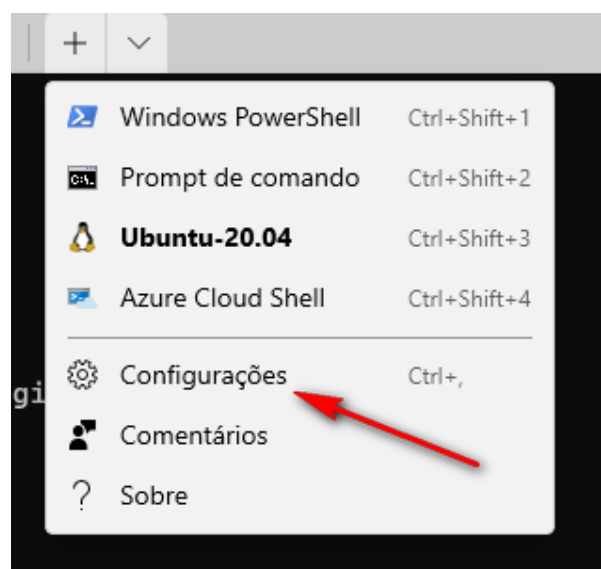 Windows PowerShell Ctrl+Shift+1
Prompt de comando Ctrl+Shift+2
Ubuntu-20.04 Ctrl+Shift+3
Azure Cloud Shell Ctrl+Shift+4
Configurações Ctrl+,
gi
Comentários
? Sobre